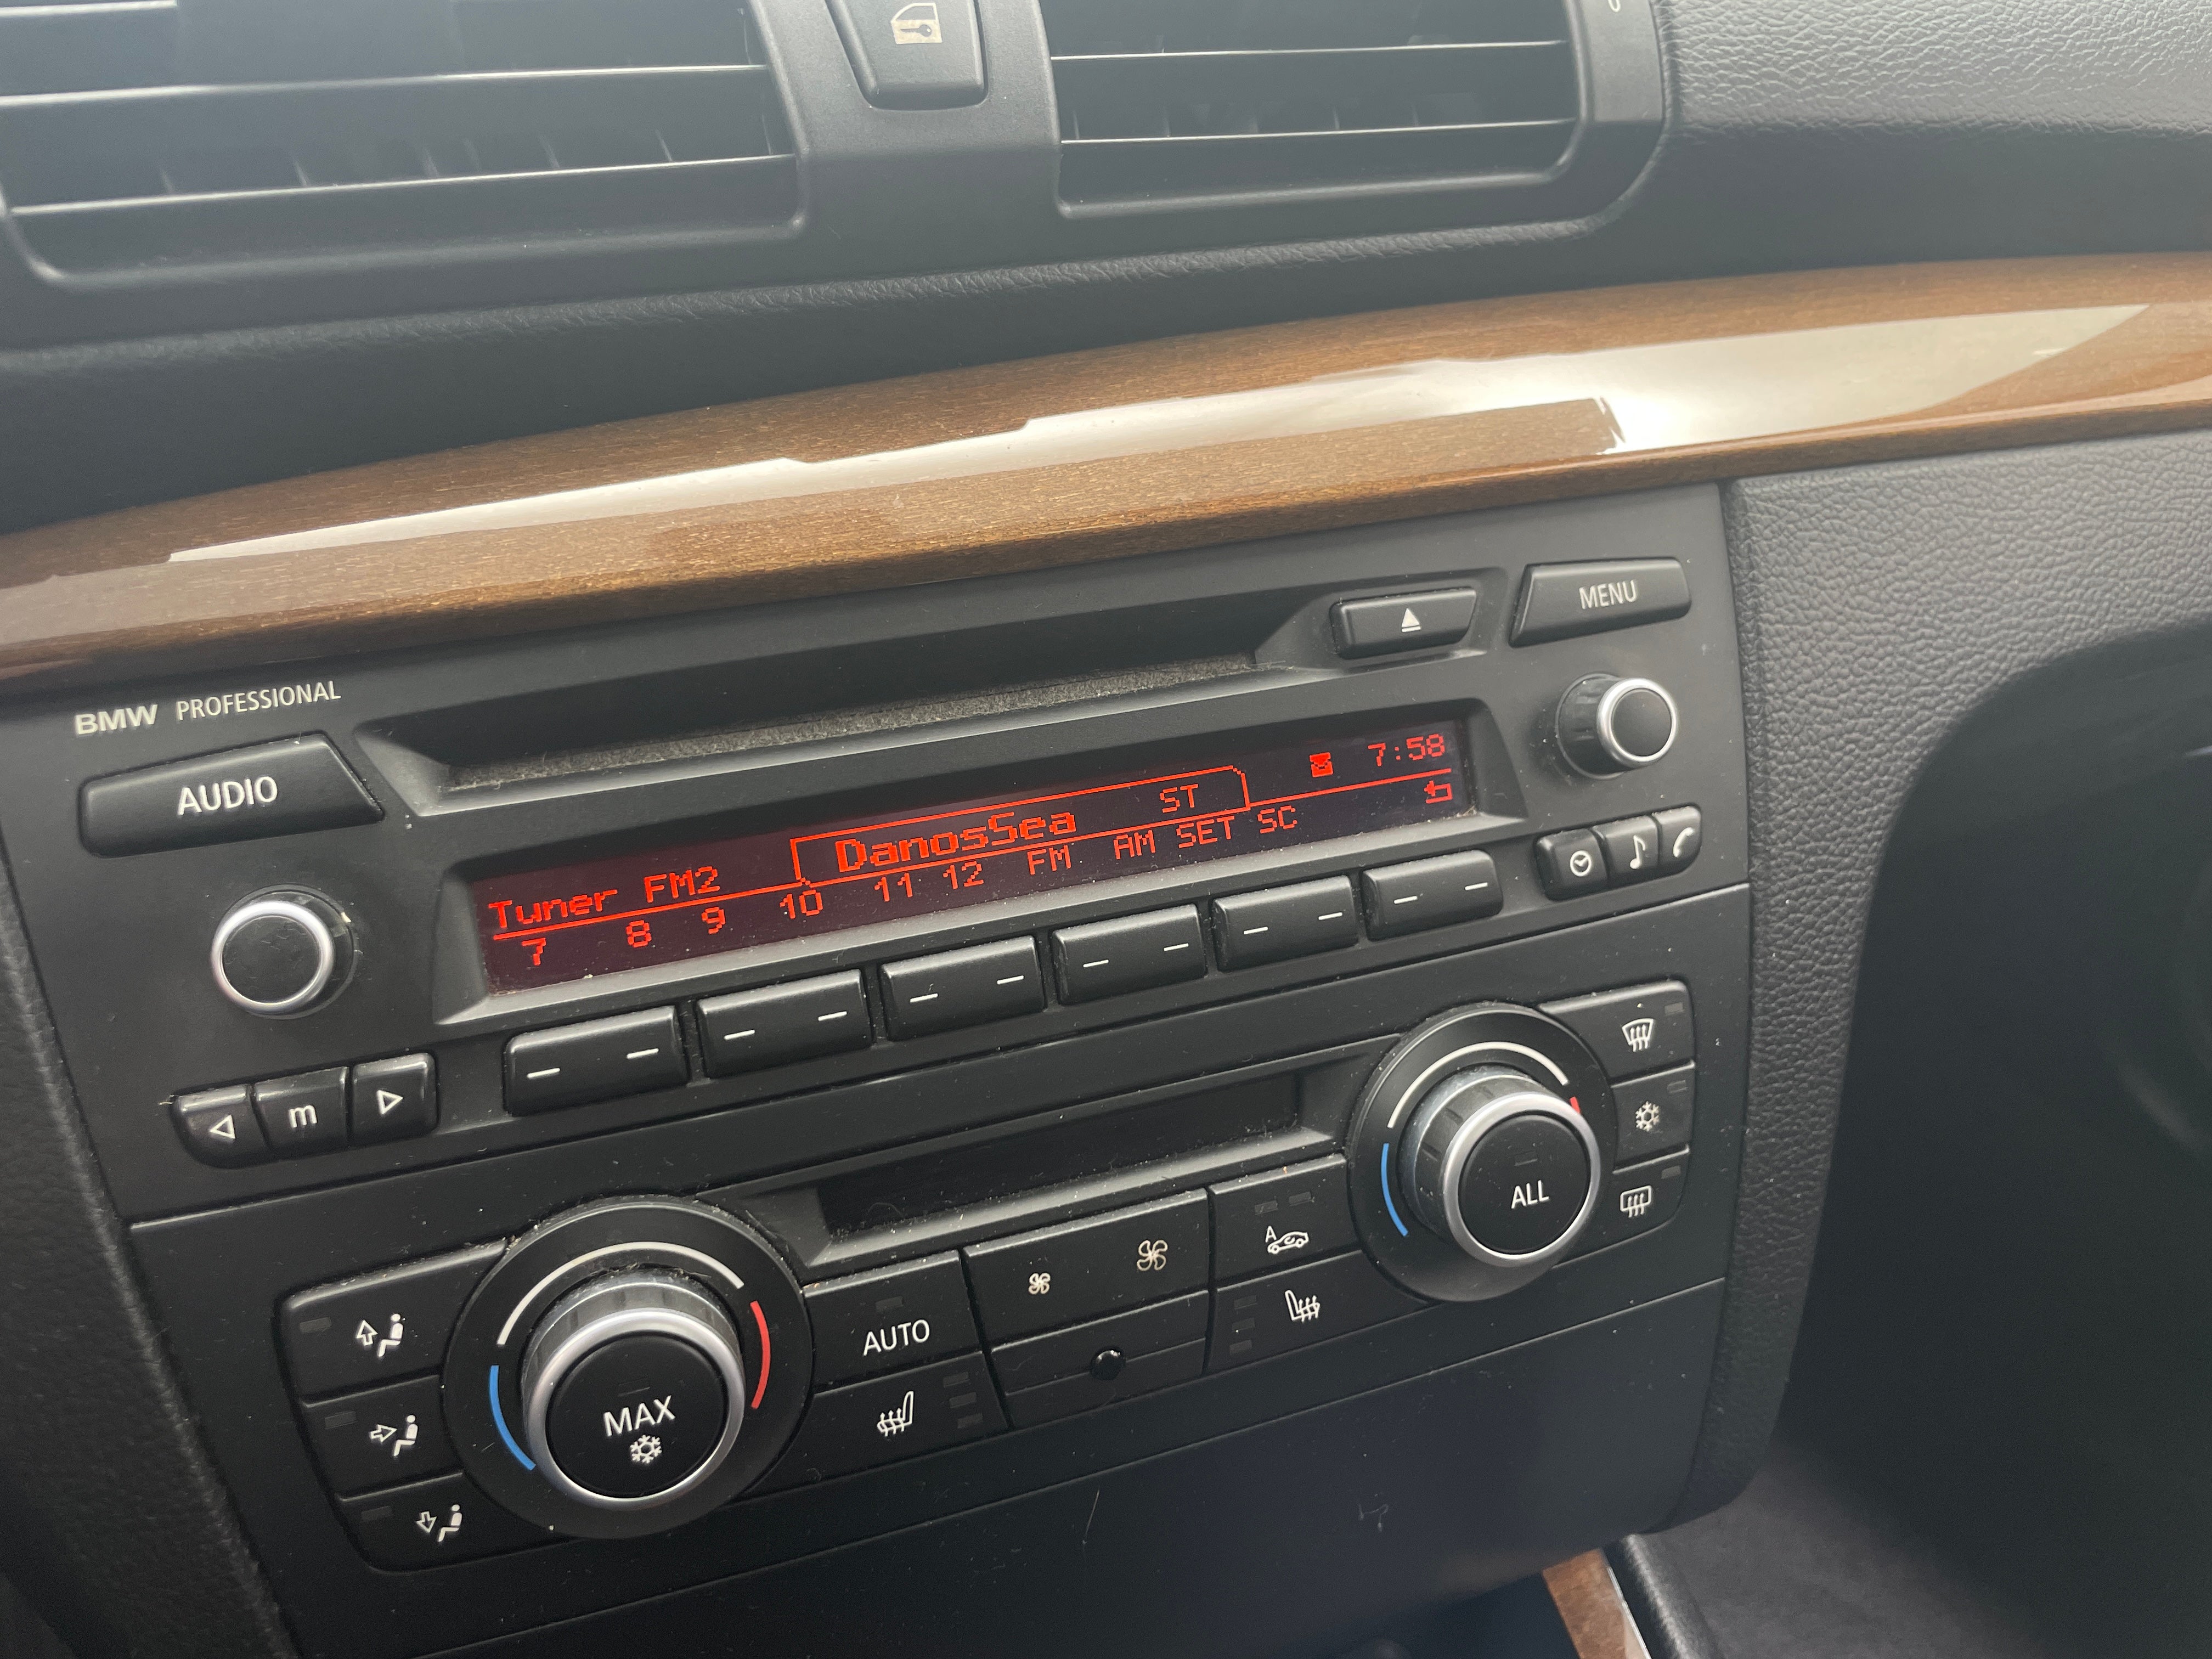 BMW PROFESSIONAL
MENU
AUDIO
7:58
Tuner FM2 DanosSea ST
7 8 9 10 11 12 FM AM SET SC
m
ALL
A
AUTO
MAX